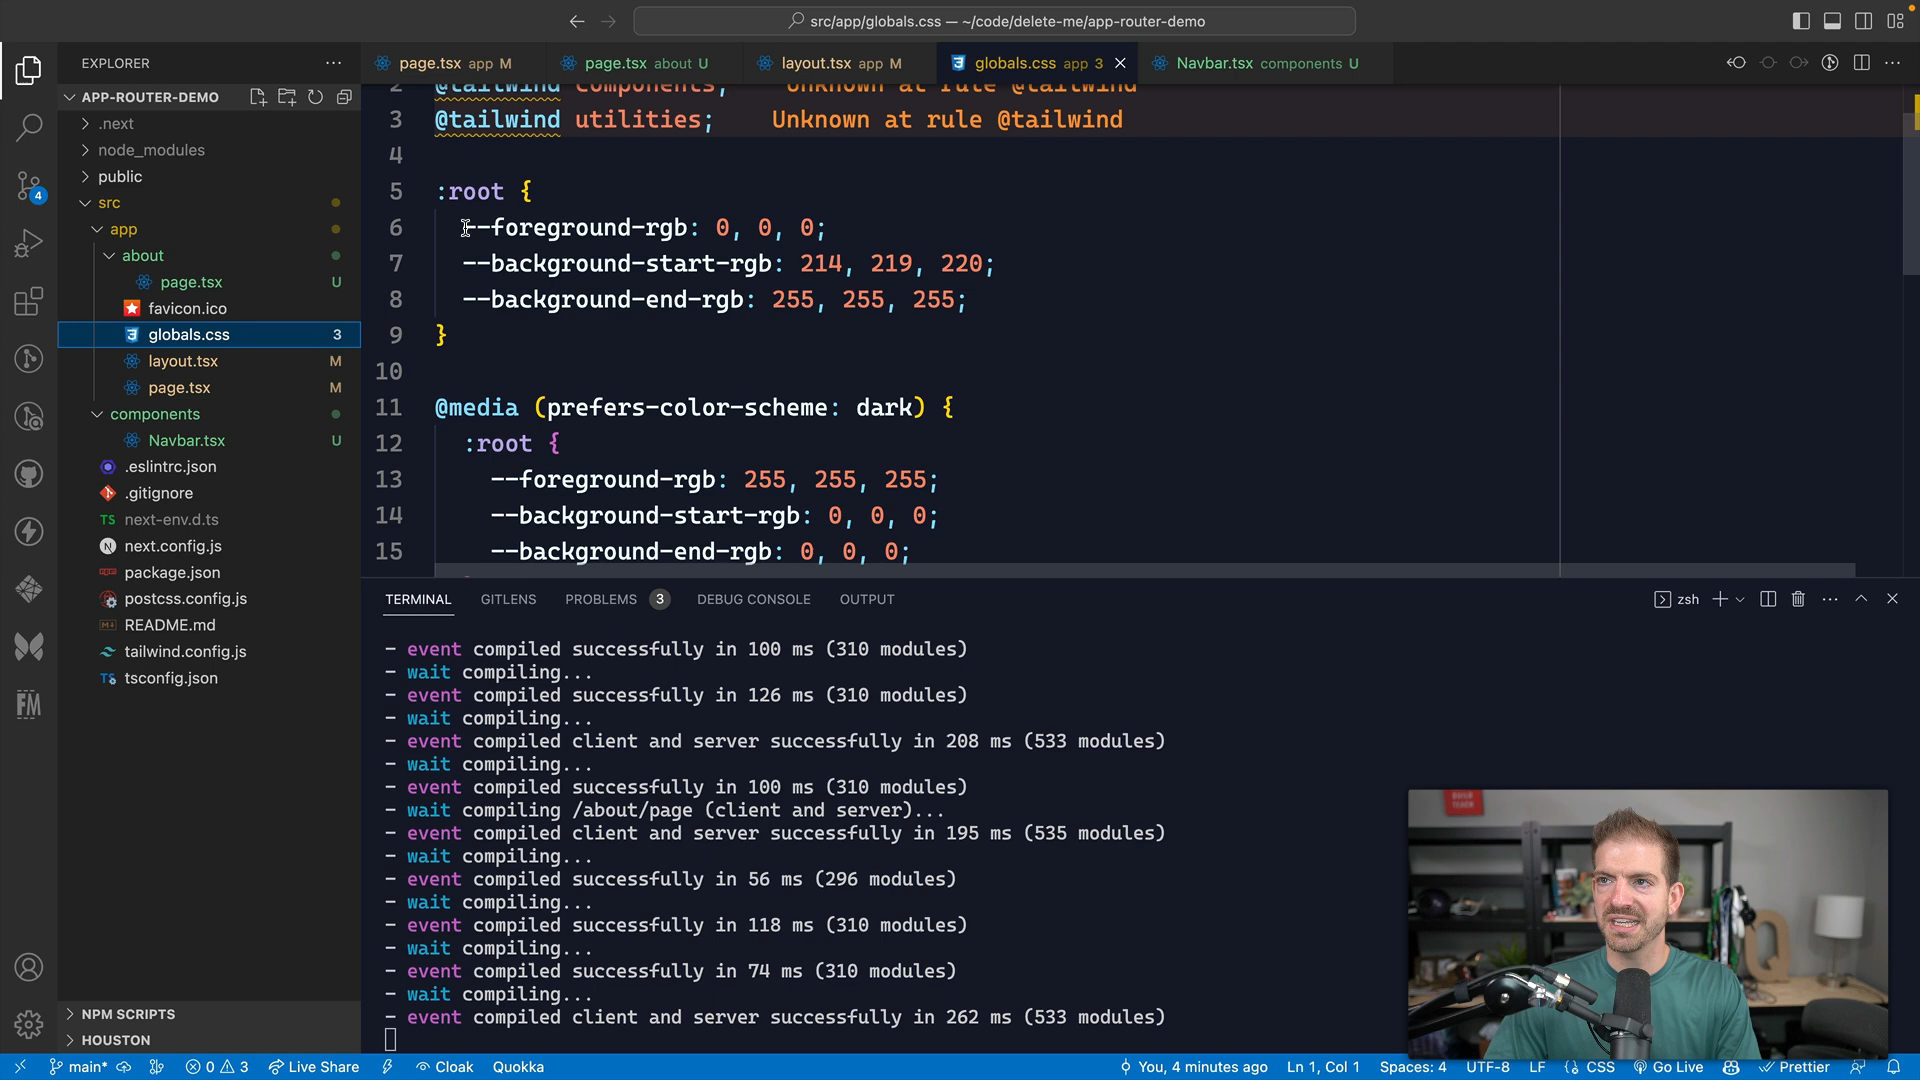 src/app/globals.css — ~/code/delete-me/app-router-demo
EXPLORER
page.tsx app M
page.tsx about U
layout.tsx app M
globals.css app 3
Navbar.tsx components U
APP-ROUTER-DEMO
.next
node_modules
public
src
app
about
page.tsx U
favicon.ico
globals.css 3
layout.tsx M
page.tsx M
components
Navbar.tsx U
.eslintrc.json
.gitignore
TS next-env.d.ts
next.config.js
package.json
postcss.config.js
README.md
tailwind.config.js
TS tsconfig.json
NPM SCRIPTS
HOUSTON
4
2 @tailwind components; Unknown at rule @tailwind
3 @tailwind utilities; Unknown at rule @tailwind
4
5 :root {
6 --foreground-rgb: 0, 0, 0;
7 --background-start-rgb: 214, 219, 220;
8 --background-end-rgb: 255, 255, 255;
9 }
10
11 @media (prefers-color-scheme: dark) {
12 :root {
13 --foreground-rgb: 255, 255, 255;
14 --background-start-rgb: 0, 0, 0;
15 --background-end-rgb: 0, 0, 0;
TERMINAL GITLENS PROBLEMS 3 DEBUG CONSOLE OUTPUT
zsh
- event compiled successfully in 100 ms (310 modules)
- wait compiling...
- event compiled successfully in 126 ms (310 modules)
- wait compiling...
- event compiled client and server successfully in 208 ms (533 modules)
- wait compiling...
- event compiled successfully in 100 ms (310 modules)
- wait compiling /about/page (client and server)...
- event compiled client and server successfully in 195 ms (535 modules)
- wait compiling...
- event compiled successfully in 56 ms (296 modules)
- wait compiling...
- event compiled successfully in 118 ms (310 modules)
- wait compiling...
- event compiled successfully in 74 ms (310 modules)
- wait compiling...
- event compiled client and server successfully in 262 ms (533 modules)
FM
Q
main* 0 3 Live Share Cloak Quokka You, 4 minutes ago Ln 1, Col 1 Spaces: 4 UTF-8 LF {} CSS Go Live Prettier